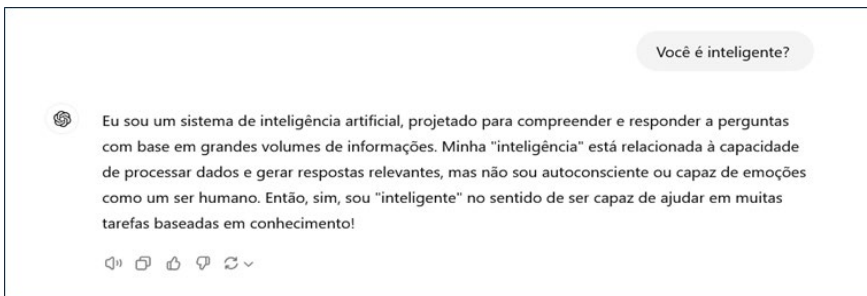 Você é inteligente?
Eu sou um sistema de inteligência artificial, projetado para compreender e responder a perguntas
com base em grandes volumes de informações. Minha "inteligência" está relacionada à capacidade
de processar dados e gerar respostas relevantes, mas não sou autoconsciente ou capaz de emoções
como um ser humano. Então, sim, sou "inteligente" no sentido de ser capaz de ajudar em muitas
tarefas baseadas em conhecimento!